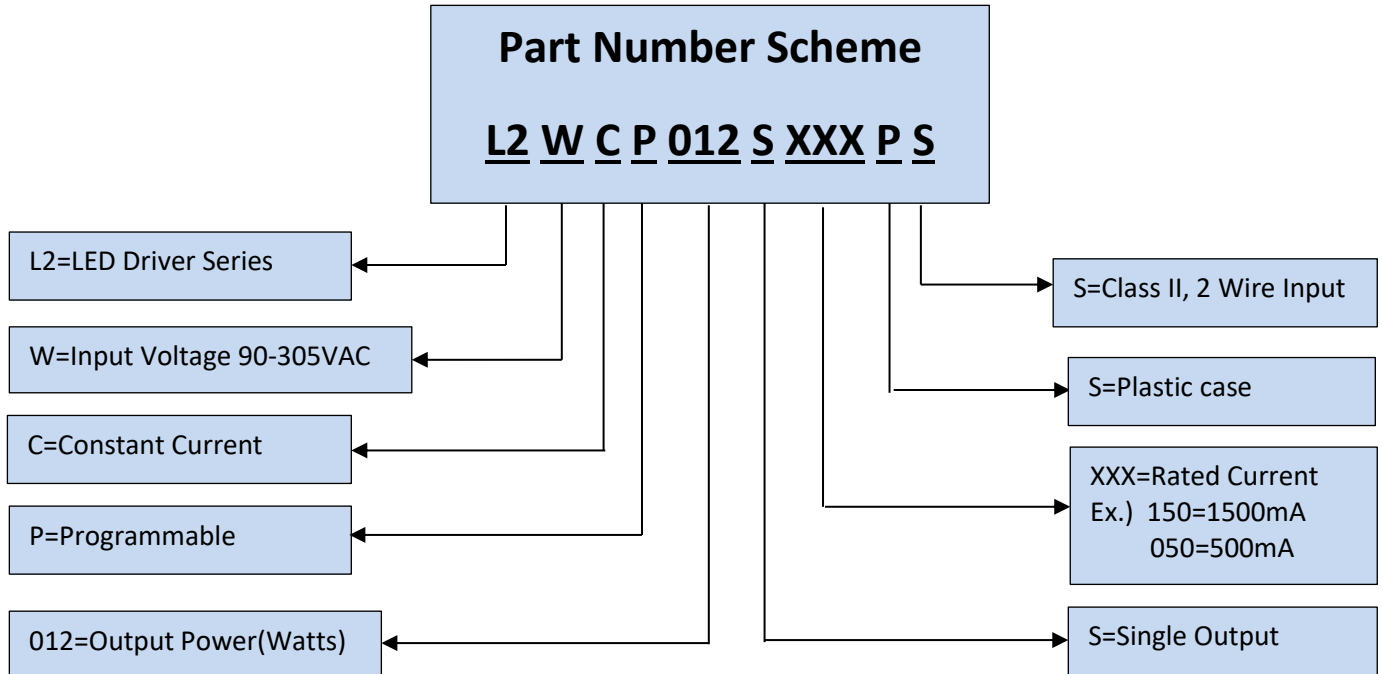 Part Number Scheme
L2 W C P 012 S XXX P S
L2=LED Driver Series
W=Input Voltage 90-305VAC
C=Constant Current
P=Programmable
012=Output Power(Watts)
S=Class II, 2 Wire Input
S=Plastic case
XXX=Rated Current
Ex.) 150=1500mA
050=500mA
S=Single Output